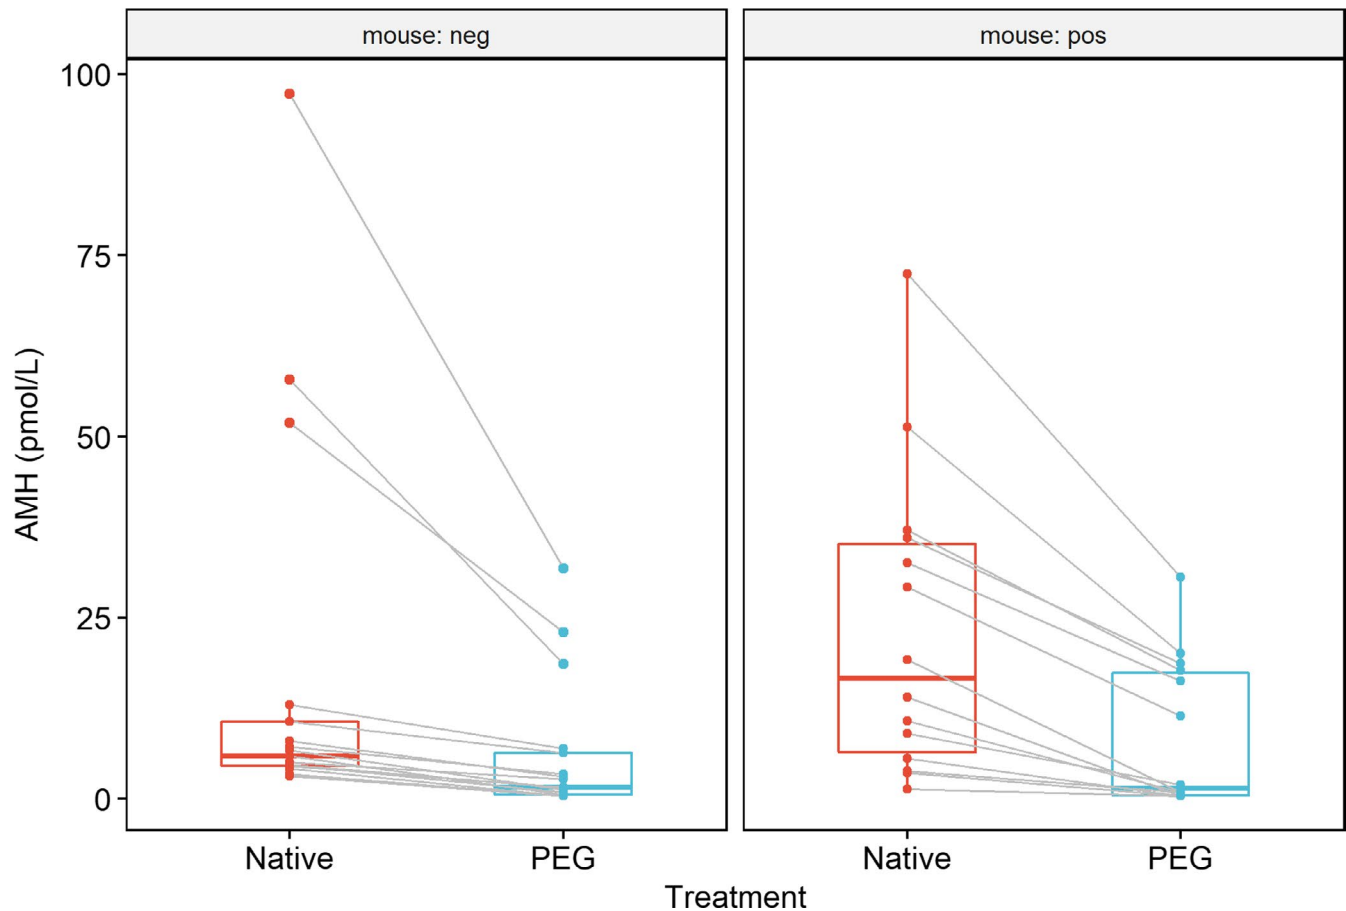 mouse: neg
mouse: pos
AMH (pmol/L)
100
75
50
25
0
Native
PEG
Native
PEG
Treatment